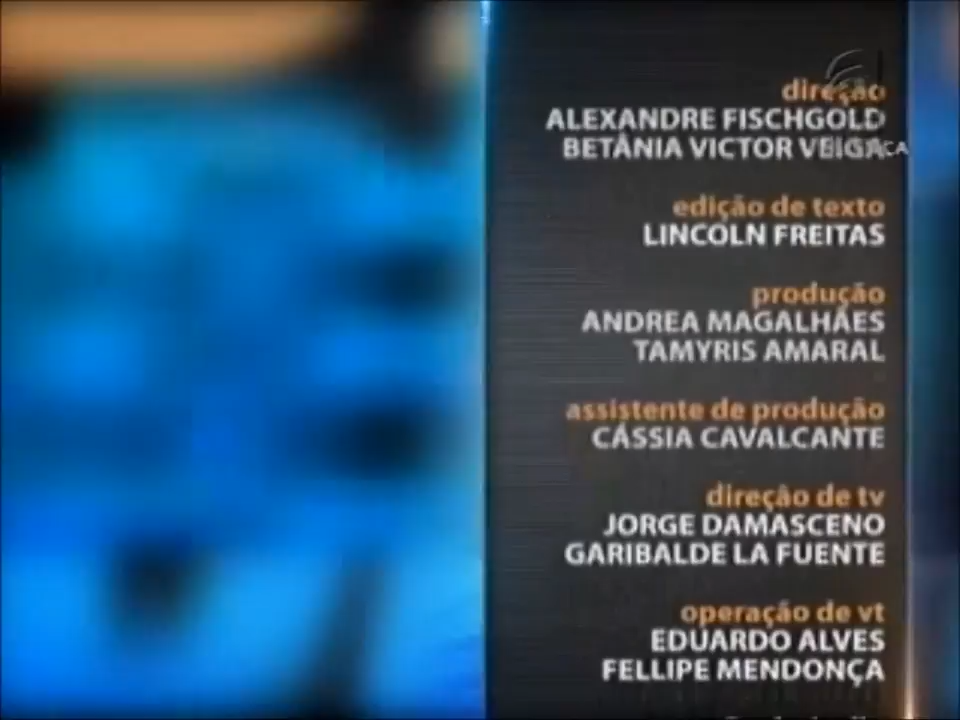 direção
ALEXANDRE FISCHGOLD
BETÂNIA VICTOR VEIGA
edição de texto
LINCOLN FREITAS
produção
ANDREA MAGALHÃES
TAMYRIS AMARAL
assistente de produção
CÁSSIA CAVALCANTE
direção de tv
JORGE DAMASCENO
GARIBALDE LA FUENTE
operação de vt
EDUARDO ALVES
FELLIPE MENDONÇA